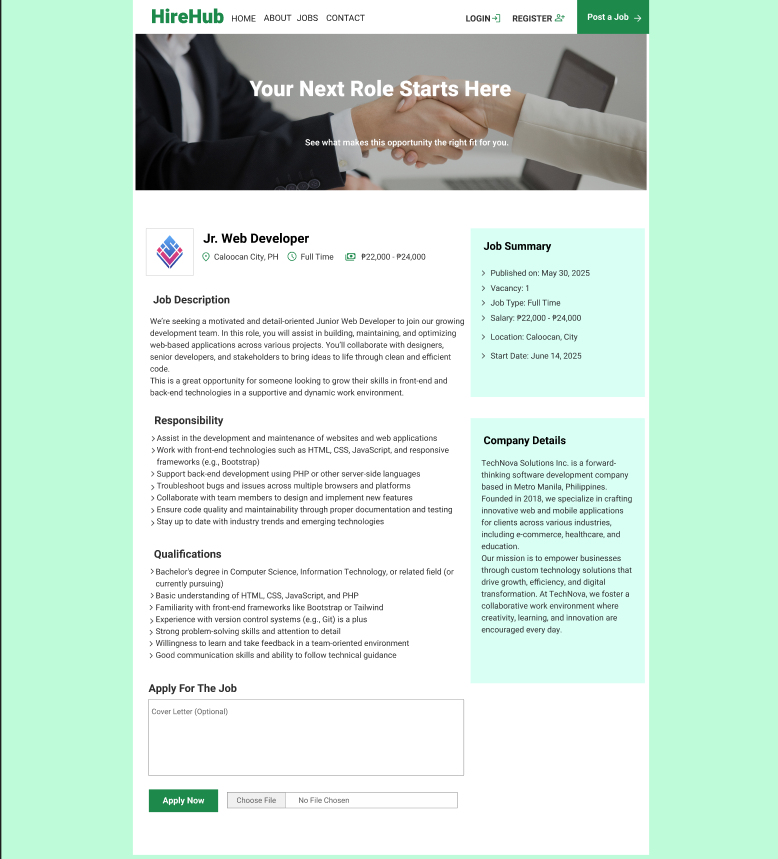 HireHub HOME ABOUT JOBS CONTACT LOGIN REGISTER Post a Job
Your Next Role Starts Here
See what makes this opportunity the right fit for you.
Jr. Web Developer
Caloocan City, PH Full Time ₱22,000 - ₱24,000
Job Description
We're seeking a motivated and detail-oriented Junior Web Developer to join our growing
development team. In this role, you will assist in building, maintaining, and optimizing
web-based applications across various projects. You'll collaborate with designers,
senior developers, and stakeholders to bring ideas to life through clean and efficient
code.
This is a great opportunity for someone looking to grow their skills in front-end and
back-end technologies in a supportive and dynamic work environment.
Responsibility
Assist in the development and maintenance of websites and web applications
Work with front-end technologies such as HTML, CSS, JavaScript, and responsive
frameworks (e.g., Bootstrap)
Support back-end development using PHP or other server-side languages
Troubleshoot bugs and issues across multiple browsers and platforms
Collaborate with team members to design and implement new features
Ensure code quality and maintainability through proper documentation and testing
Stay up to date with industry trends and emerging technologies
Qualifications
Bachelor's degree in Computer Science, Information Technology, or related field (or
currently pursuing)
Basic understanding of HTML, CSS, JavaScript, and PHP
Familiarity with front-end frameworks like Bootstrap or Tailwind
Experience with version control systems (e.g., Git) is a plus
Strong problem-solving skills and attention to detail
Willingness to learn and take feedback in a team-oriented environment
Good communication skills and ability to follow technical guidance
Apply For The Job
Cover Letter (Optional)
Apply Now Choose File No File Chosen
Job Summary
Published on: May 30, 2025
Vacancy: 1
Job Type: Full Time
Salary: ₱22,000 - ₱24,000
Location: Caloocan, City
Start Date: June 14, 2025
Company Details
TechNova Solutions Inc. is a forward-
thinking software development company
based in Metro Manila, Philippines.
Founded in 2018, we specialize in crafting
innovative web and mobile applications
for clients across various industries,
including e-commerce, healthcare, and
education.
Our mission is to empower businesses
through custom technology solutions that
drive growth, efficiency, and digital
transformation. At TechNova, we foster a
collaborative work environment where
creativity, learning, and innovation are
encouraged every day.